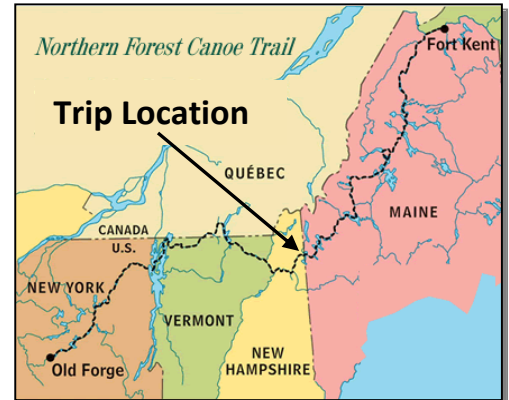 Northern Forest Canoe Trail
Fort Kent
Trip Location
QUÉBEC
MAINE
CANADA
U.S.
NEW YORK
VERMONT
NEW
HAMPSHIRE
Old Forge